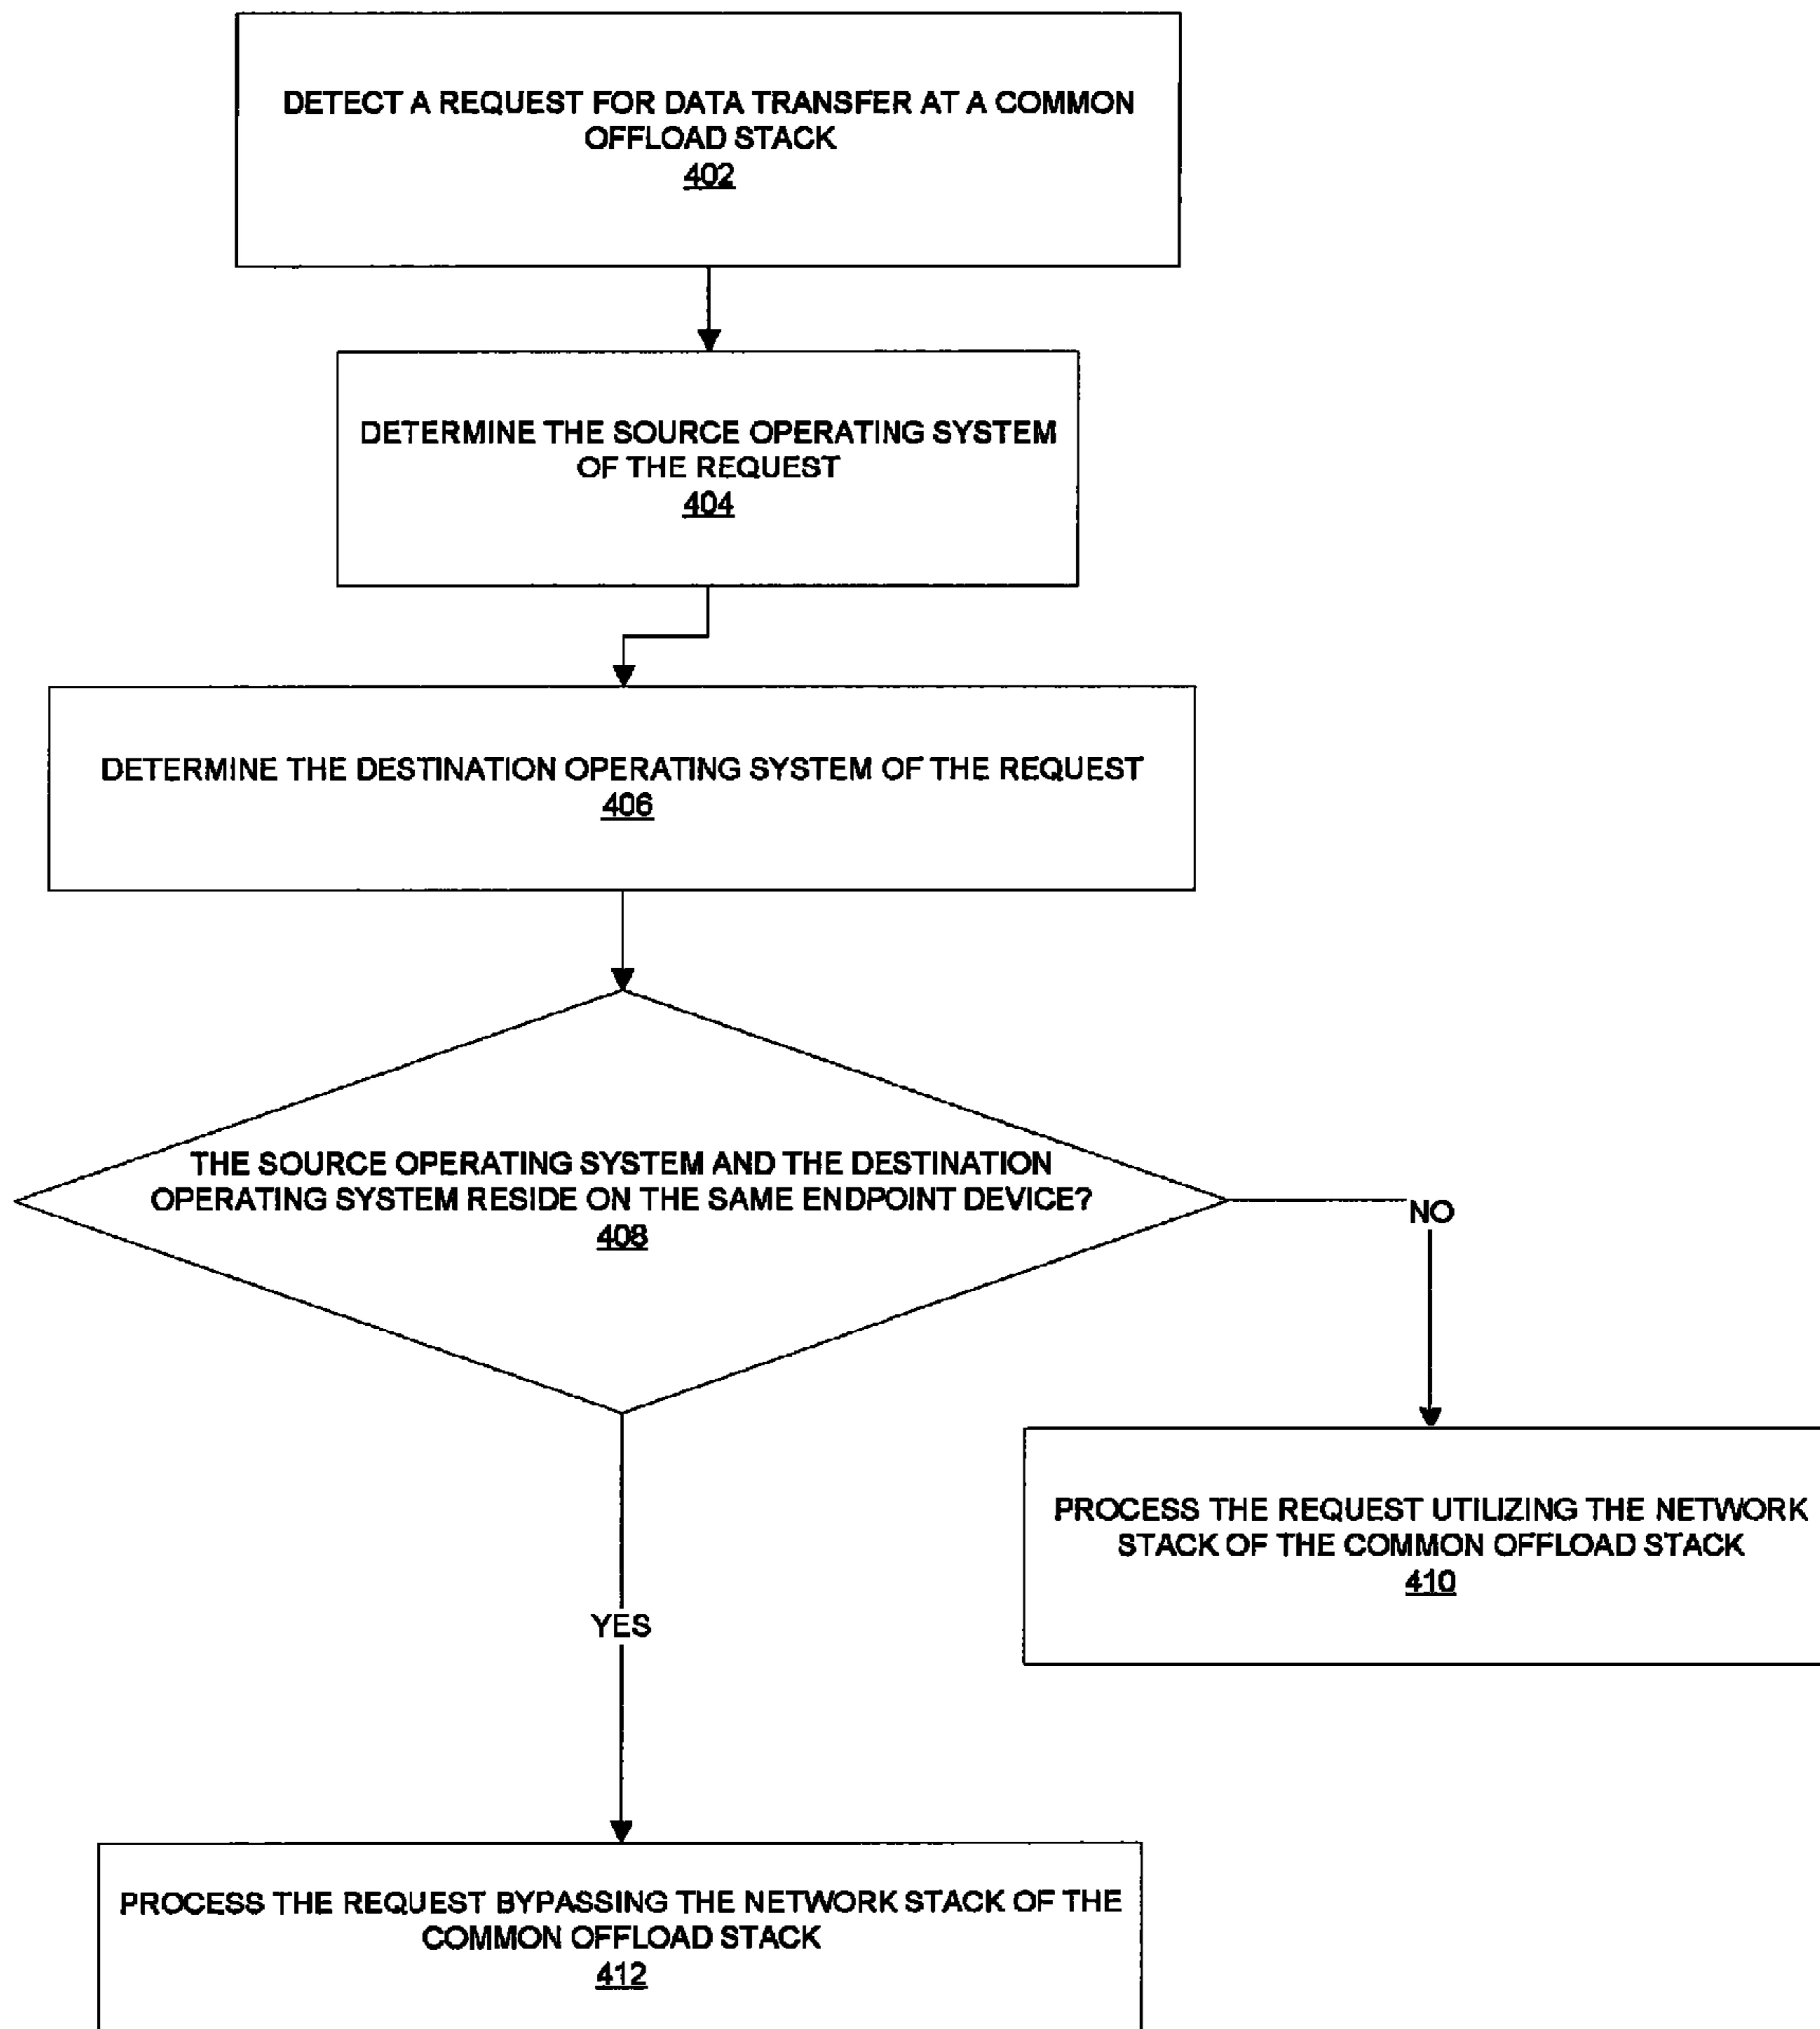 DETECT A REQUEST FOR DATA TRANSFER AT A COMMON
OFFLOAD STACK
402
DETERMINE THE SOURCE OPERATING SYSTEM
OF THE REQUEST
404
DETERMINE THE DESTINATION OPERATING SYSTEM OF THE REQUEST
406
THE SOURCE OPERATING SYSTEM AND THE DESTINATION
OPERATING SYSTEM RESIDE ON THE SAME ENDPOINT DEVICE?
408
NO
PROCESS THE REQUEST UTILIZING THE NETWORK
STACK OF THE COMMON OFFLOAD STACK
410
YES
PROCESS THE REQUEST BYPASSING THE NETWORK STACK OF THE
COMMON OFFLOAD STACK
412